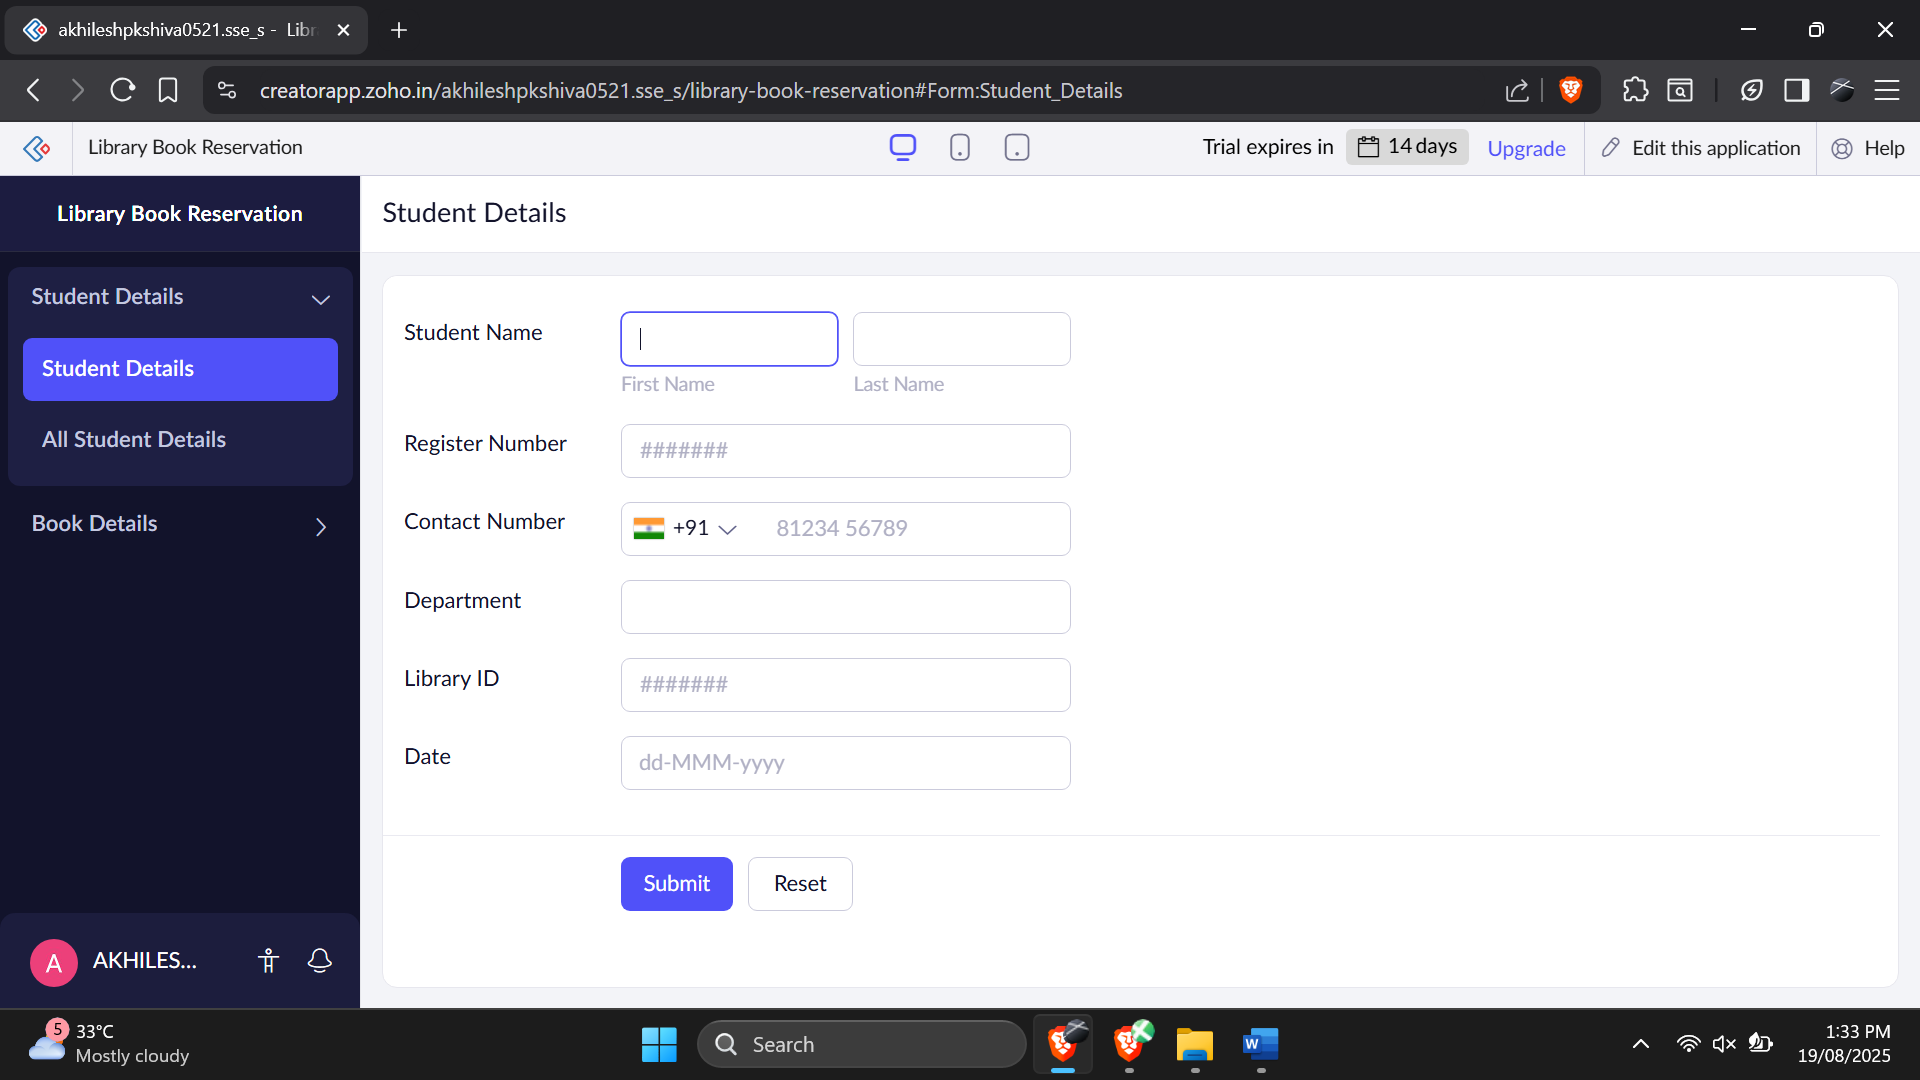 akhileshpkshiva0521.sse_s - Libr
creatorapp.zoho.in/akhileshpkshiva0521.sse_s/library-book-reservation#Form:Student_Details
Library Book Reservation
Trial expires in 14 days Upgrade Edit this application Help
Library Book Reservation
Student Details
Student Details
All Student Details
Book Details
AKHILES...
A
Student Details
Student Name
First Name Last Name
Register Number #######
Contact Number +91 81234 56789
Department
Library ID #######
Date dd-MMM-yyyy
Submit Reset
5
33°C
Mostly cloudy
Search
W
1:33 PM
19/08/2025